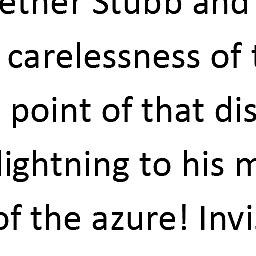 ether Stubb and
carelessness of
point of that dis
lightning to his
of the azure! Invi